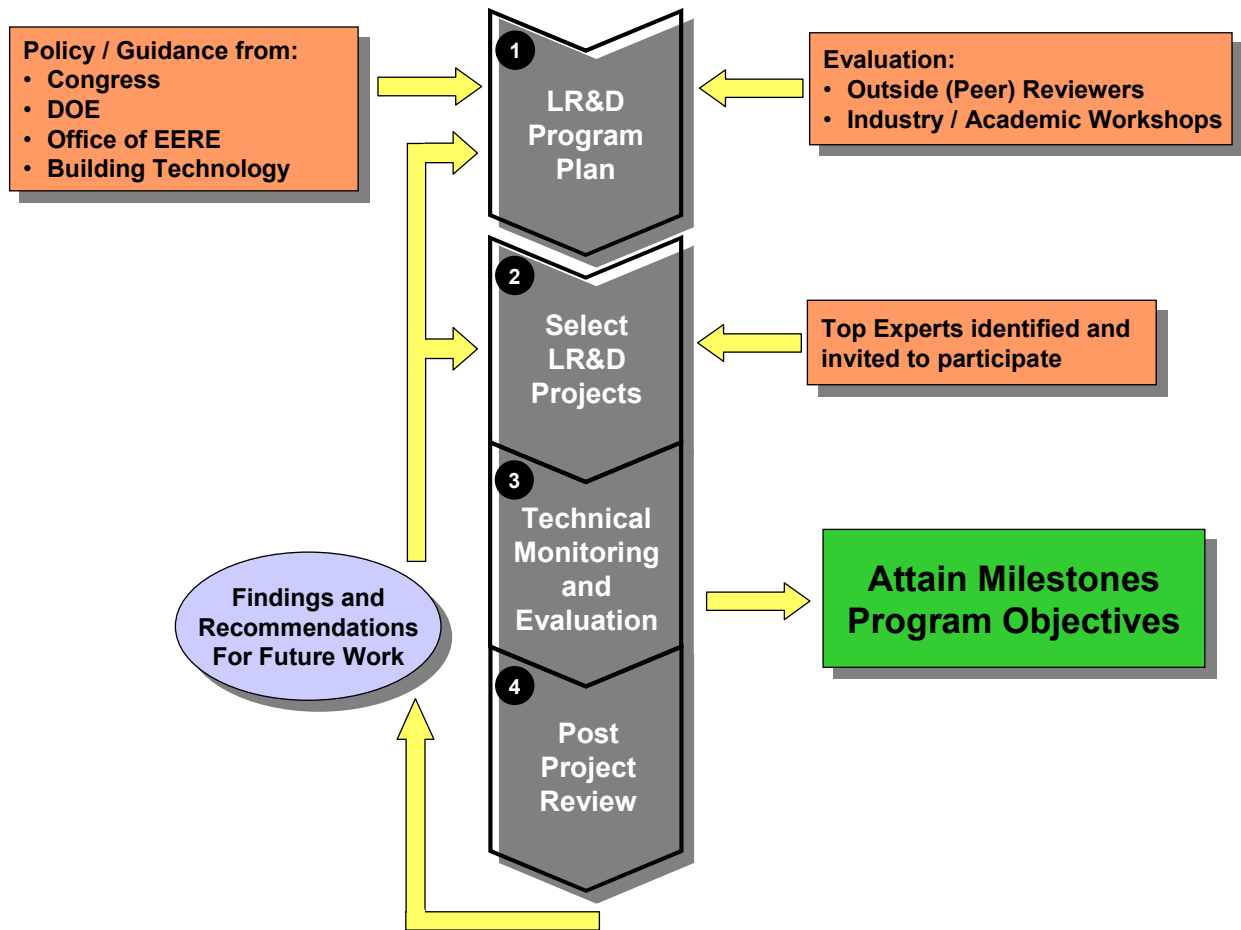 Policy / Guidance from:
• Congress
• DOE
• Office of EERE
• Building Technology
1
LR&D
Program
Plan
Evaluation:
• Outside (Peer) Reviewers
• Industry / Academic Workshops
2
Select
LR&D
Projects
Top Experts identified and
invited to participate
3
Technical
Monitoring
and
Evaluation
Attain Milestones
Program Objectives
Findings and
Recommendations
For Future Work
4
Post
Project
Review